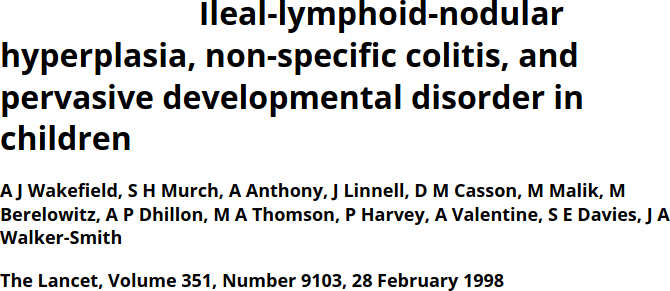 Ileal-lymphoid-nodular
hyperplasia, non-specific colitis, and
pervasive developmental disorder in
children
A J Wakefield, S H Murch, A Anthony, J Linnell, D M Casson, M Malik, M
Berelowitz, A P Dhillon, M A Thomson, P Harvey, A Valentine, S E Davies, J A
Walker-Smith
The Lancet, Volume 351, Number 9103, 28 February 1998